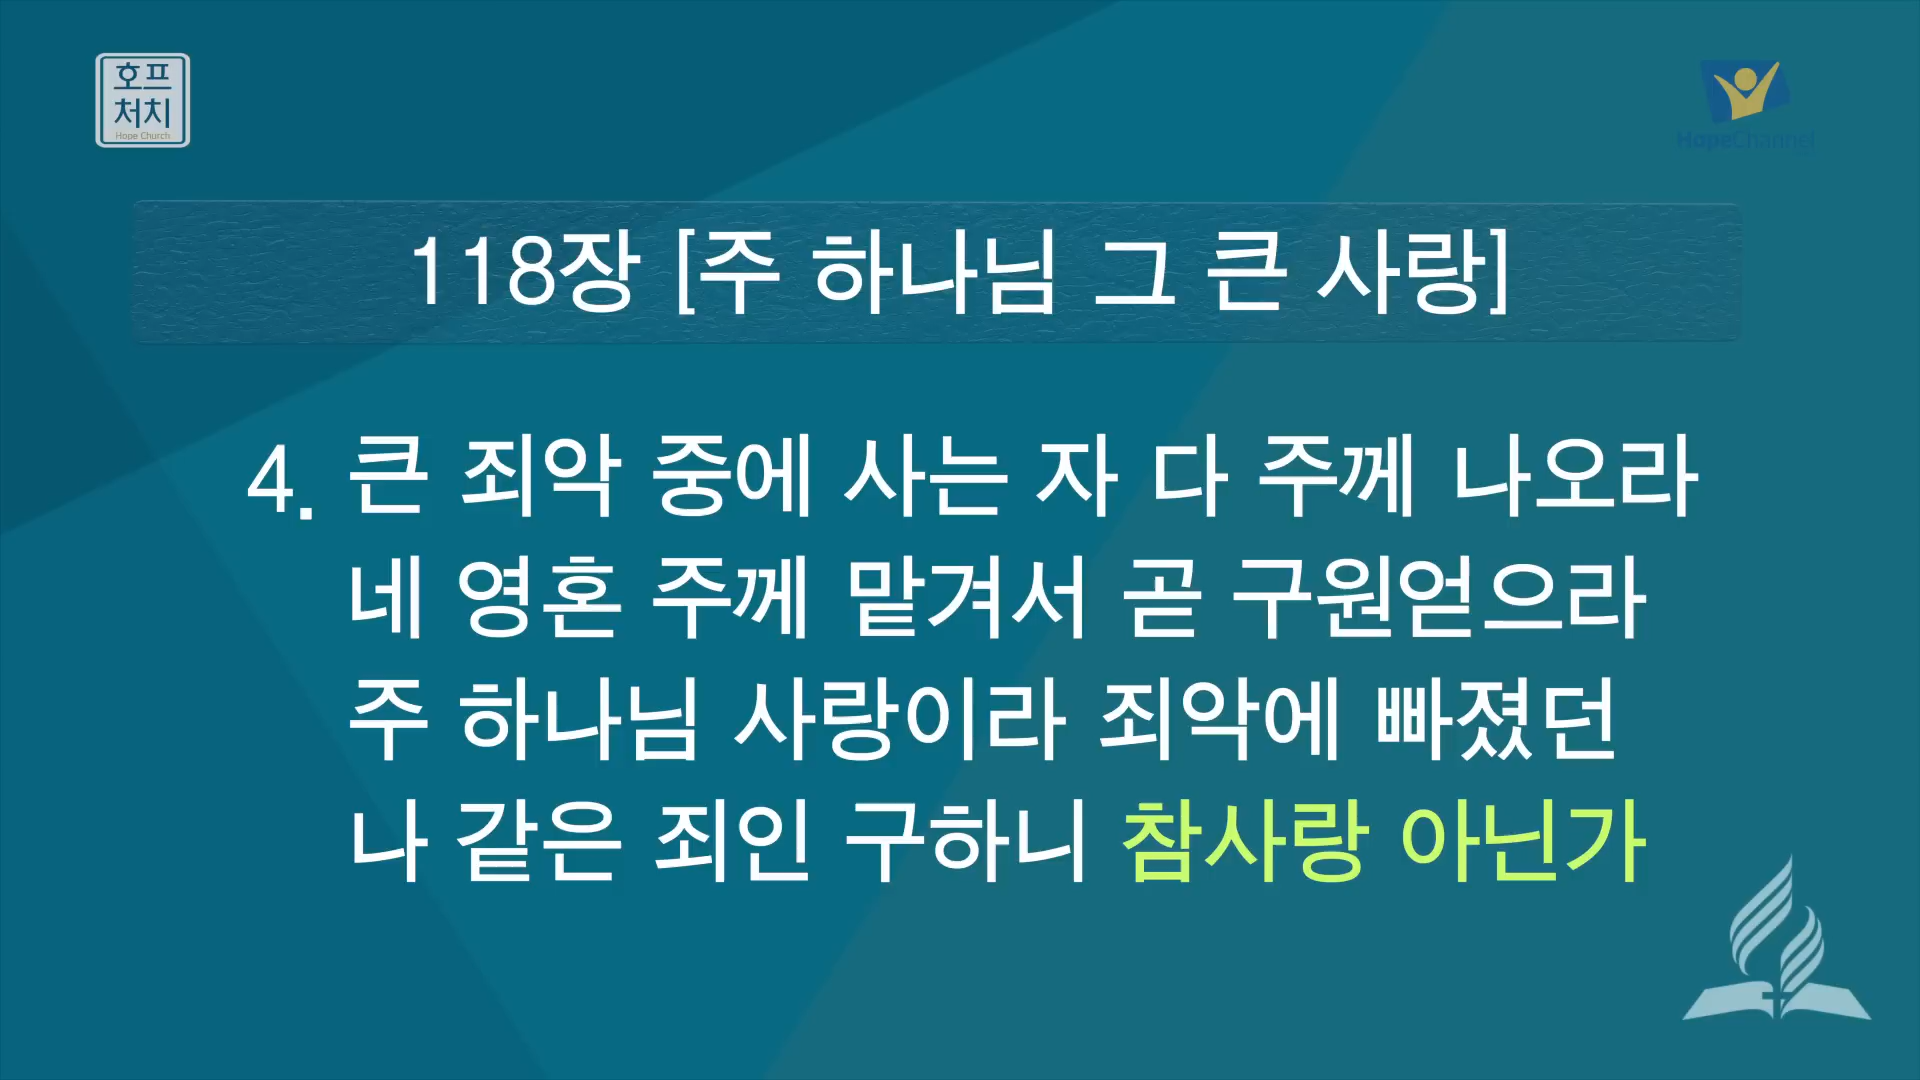 호프
처치
Hope Church
HopeChannel
118장 [주 하나님 그 큰 사랑]
4. 큰 죄악 중에 사는 자 다 주께 나오라
네 영혼 주께 맡겨서 곧 구원얻으라
주 하나님 사랑이라 죄악에 빠졌던
나 같은 죄인 구하니 참사랑 아닌가